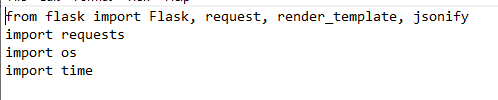 from flask import Flask, request, render_template, jsonify
import requests
import os
import time